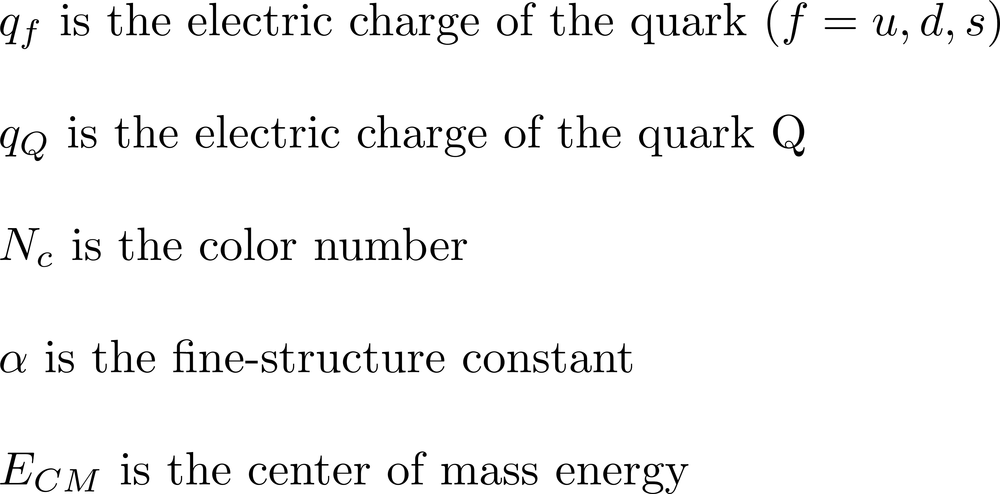 q_f is the electric charge of the quark (f = u, d, s)
q_Q is the electric charge of the quark Q
N_c is the color number
α is the fine-structure constant
E_{CM} is the center of mass energy